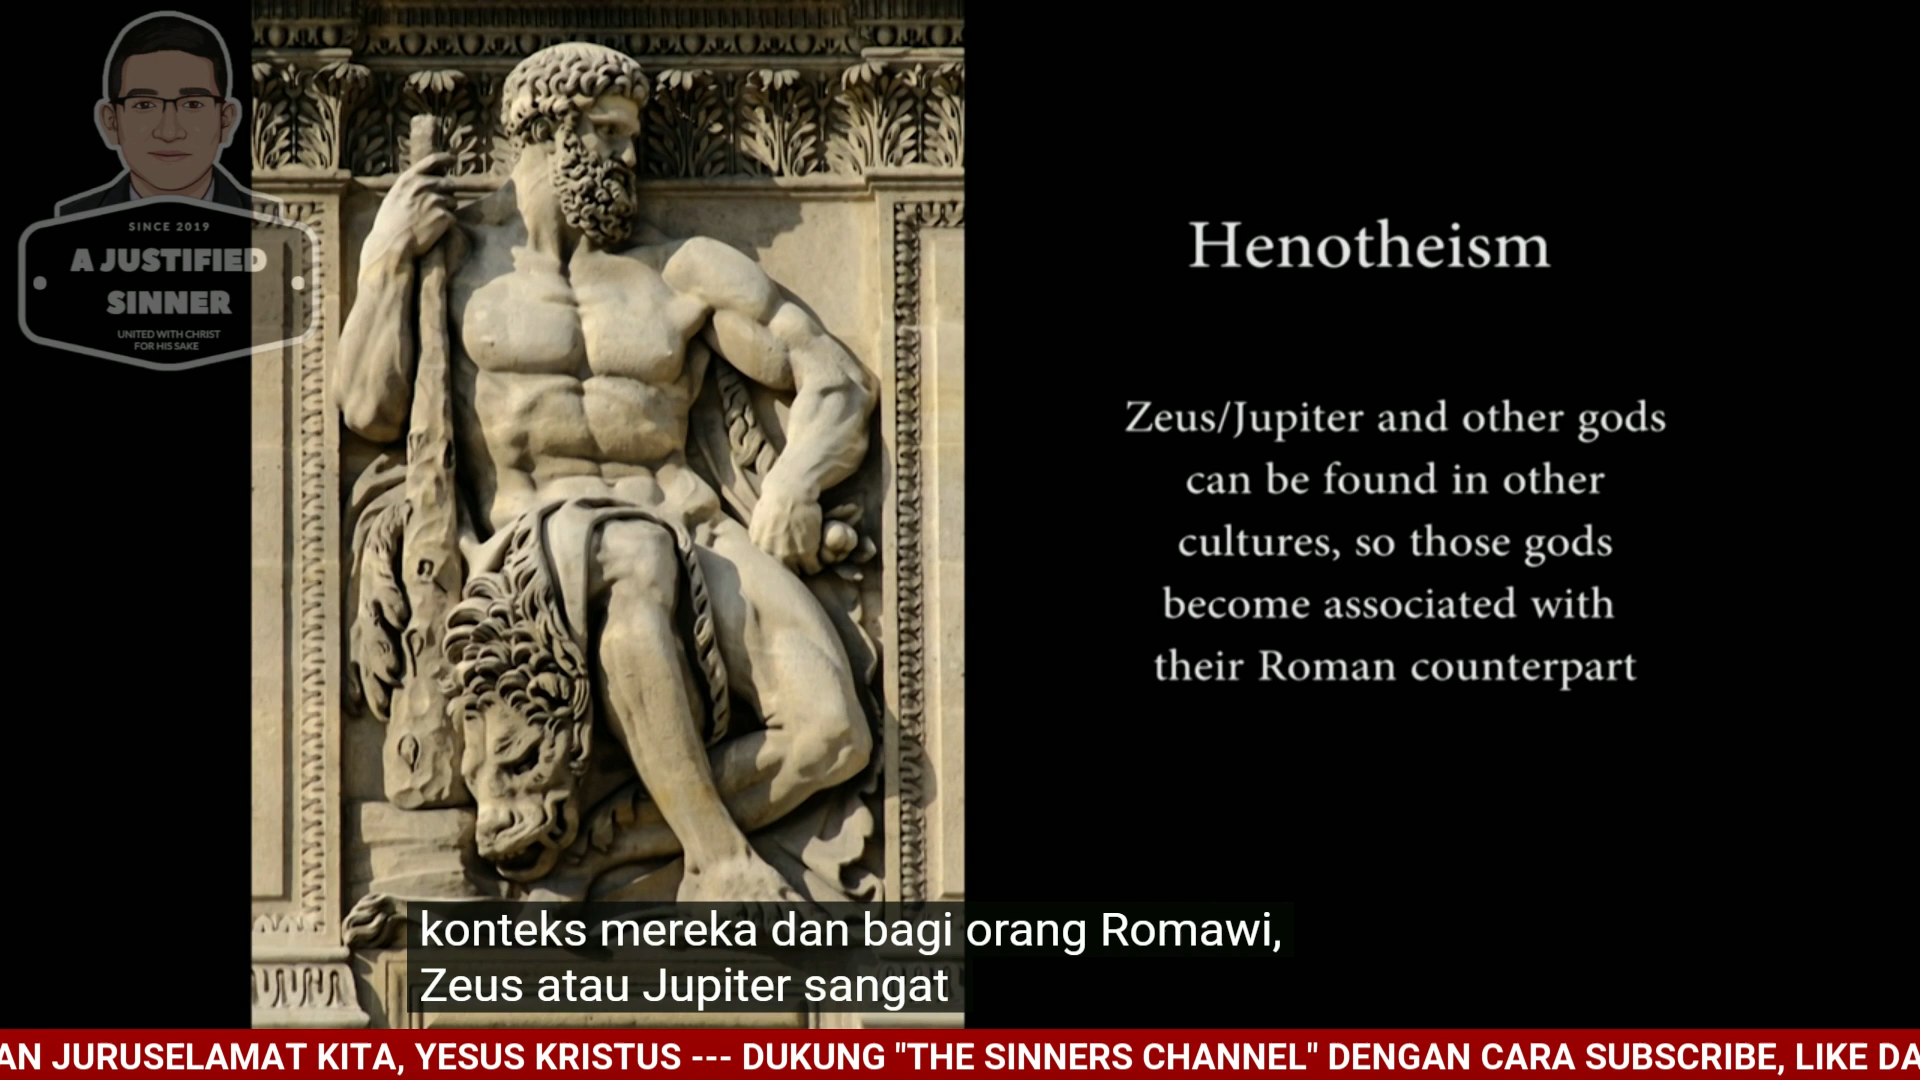 SINCE 2019
A JUSTIFIED
SINNER
UNITED WITH CHRIST
FOR HIS SAKE
Henotheism
Zeus/Jupiter and other gods
can be found in other
cultures, so those gods
become associated with
their Roman counterpart
konteks mereka dan bagi orang Romawi,
Zeus atau Jupiter sangat
AN JURUSELAMAT KITA, YESUS KRISTUS --- DUKUNG "THE SINNERS CHANNEL" DENGAN CARA SUBSCRIBE, LIKE DA